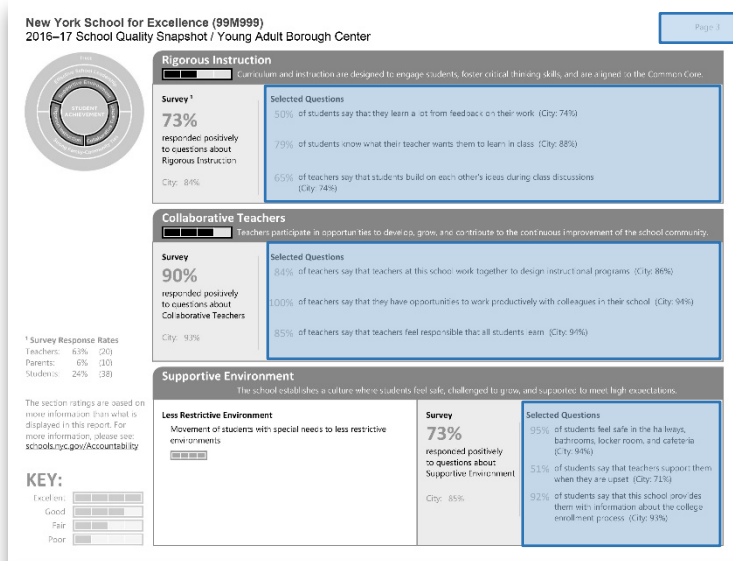 New York School for Excellence (99M999)
2016–17 School Quality Snapshot / Young Adult Borough Center
Page 3
STUDENT
ACHIEVEMENT
Rigorous Instruction
Curriculum and instruction are designed to engage students, foster critical thinking skills, and are aligned to the Common Core.
Survey ¹
73%
responded positively
to questions about
Rigorous Instruction
City: 84%
Selected Questions
50% of students say that they learn a lot from feedback on their work (City: 74%)
79% of students know what their teacher wants them to learn in class (City: 88%)
65% of teachers say that students build on each other's ideas during class discussions
(City: 74%)
Collaborative Teachers
Teachers participate in opportunities to develop, grow, and contribute to the continuous improvement of the school community.
Survey
90%
responded positively
to questions about
Collaborative Teachers
City: 93%
Selected Questions
84% of teachers say that teachers at this school work together to design instructional programs (City: 86%)
100% of teachers say that they have opportunities to work productively with colleagues in their school (City: 94%)
85% of teachers say that teachers feel responsible that all students learn (City: 94%)
¹ Survey Response Rates
Teachers: 63% (20)
Parents: 6% (10)
Students: 24% (38)
The section ratings are based on
more information than what is
displayed in this report. For
more information, please see:
schools.nyc.gov/Accountability
KEY:
Excellent
Good
Fair
Poor
Supportive Environment
The school establishes a culture where students feel safe, challenged to grow, and supported to meet high expectations.
Less Restrictive Environment
Movement of students with special needs to less restrictive
environments
Survey
73%
responded positively
to questions about
Supportive Environment
City: 85%
Selected Questions
95% of students feel safe in the hallways,
bathrooms, locker room, and cafeteria
(City: 94%)
51% of students say that teachers support them
when they are upset (City: 71%)
92% of students say that this school provides
them with information about the college
enrollment process (City: 93%)